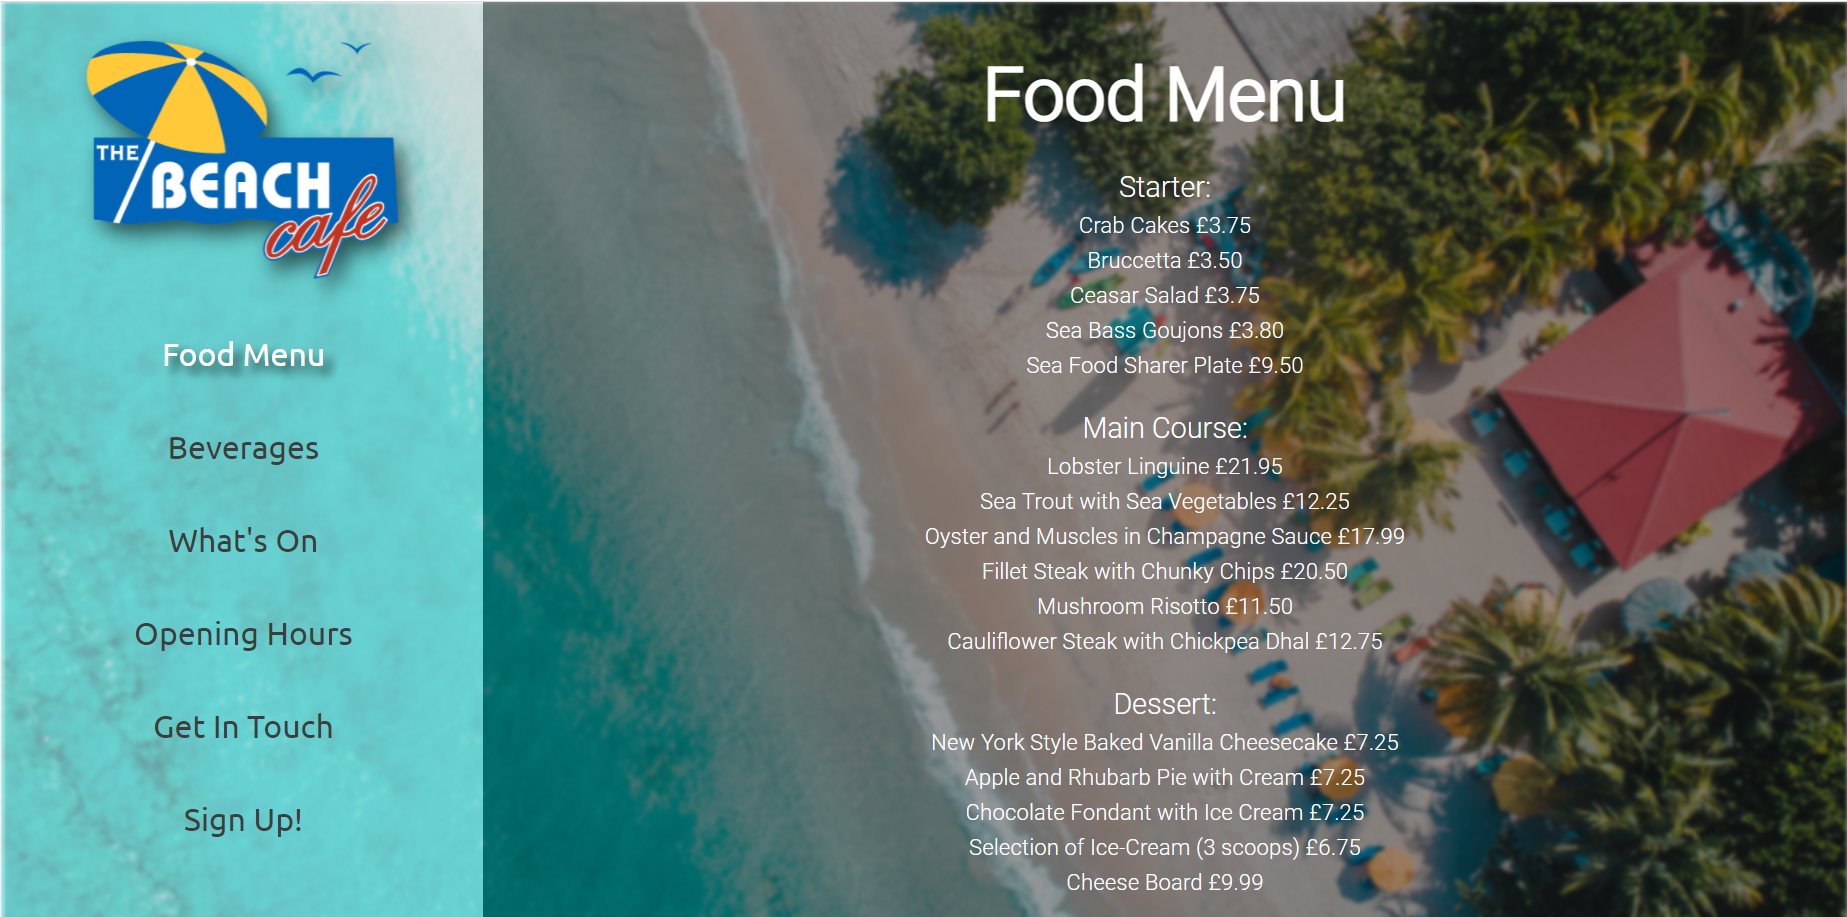 THE
BEACH
cafe
Food Menu
Beverages
What's On
Opening Hours
Get In Touch
Sign Up!
Food Menu
Starter:
Crab Cakes £3.75
Bruccetta £3.50
Ceasar Salad £3.75
Sea Bass Goujons £3.80
Sea Food Sharer Plate £9.50
Main Course:
Lobster Linguine £21.95
Sea Trout with Sea Vegetables £12.25
Oyster and Muscles in Champagne Sauce £17.99
Fillet Steak with Chunky Chips £20.50
Mushroom Risotto £11.50
Cauliflower Steak with Chickpea Dhal £12.75
Dessert:
New York Style Baked Vanilla Cheesecake £7.25
Apple and Rhubarb Pie with Cream £7.25
Chocolate Fondant with Ice Cream £7.25
Selection of Ice-Cream (3 scoops) £6.75
Cheese Board £9.99